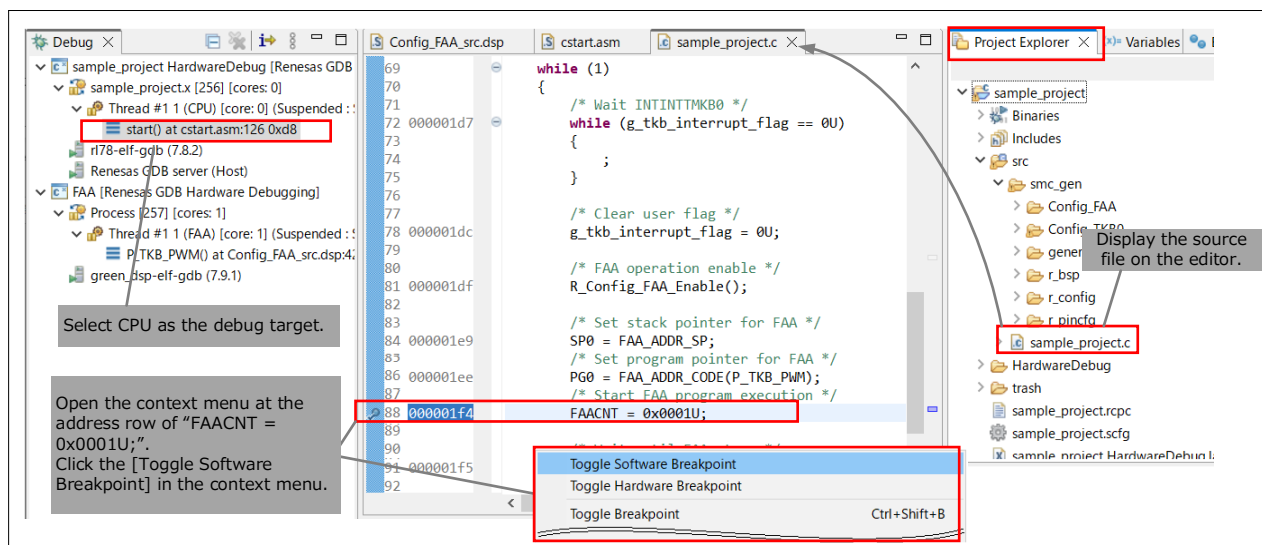 Debug
sample_project HardwareDebug [Renesas GDB
sample_project.x [256] [cores: 0]
Thread #1 1 (CPU) [core: 0] (Suspended :
start() at cstart.asm:126 0xd8
rl78-elf-gdb (7.8.2)
Renesas GDB server (Host)
FAA [Renesas GDB Hardware Debugging]
Process [257] [cores: 1]
Thread #1 1 (FAA) [core: 1] (Suspended :
P_TKB_PWM() at Config_FAA_src.dsp:42
green_dsp-elf-gdb (7.9.1)
Select CPU as the debug target.
Open the context menu at the
address row of “FAACNT =
0x0001U;”.
Click the [Toggle Software
Breakpoint] in the context menu.
Config_FAA_src.dsp
cstart.asm
sample_project.c
69 while (1)
70 {
71 /* Wait INTINTTMKB0 */
72 000001d7 while (g_tkb_interrupt_flag == 0U)
73 {
74 ;
75 }
76
77 /* Clear user flag */
78 000001dc g_tkb_interrupt_flag = 0U;
79
80 /* FAA operation enable */
81 000001df R_Config_FAA_Enable();
82
83 /* Set stack pointer for FAA */
84 000001e9 SP0 = FAA_ADDR_SP;
85 /* Set program pointer for FAA */
86 000001ee PG0 = FAA_ADDR_CODE(P_TKB_PWM);
87 /* Start FAA program execution */
88 000001f4 FAACNT = 0x0001U;
89
90
91 000001f5
92
Toggle Software Breakpoint
Toggle Hardware Breakpoint
Toggle Breakpoint Ctrl+Shift+B
Project Explorer
Variables
sample_project
Binaries
Includes
src
smc_gen
Config_FAA
Config_TKB0
gener
r_bsp
r_config
r_pincfg
sample_project.c
HardwareDebug
trash
sample_project.rcpc
sample_project.scfg
sample_project HardwareDebug.la
Display the source
file on the editor.